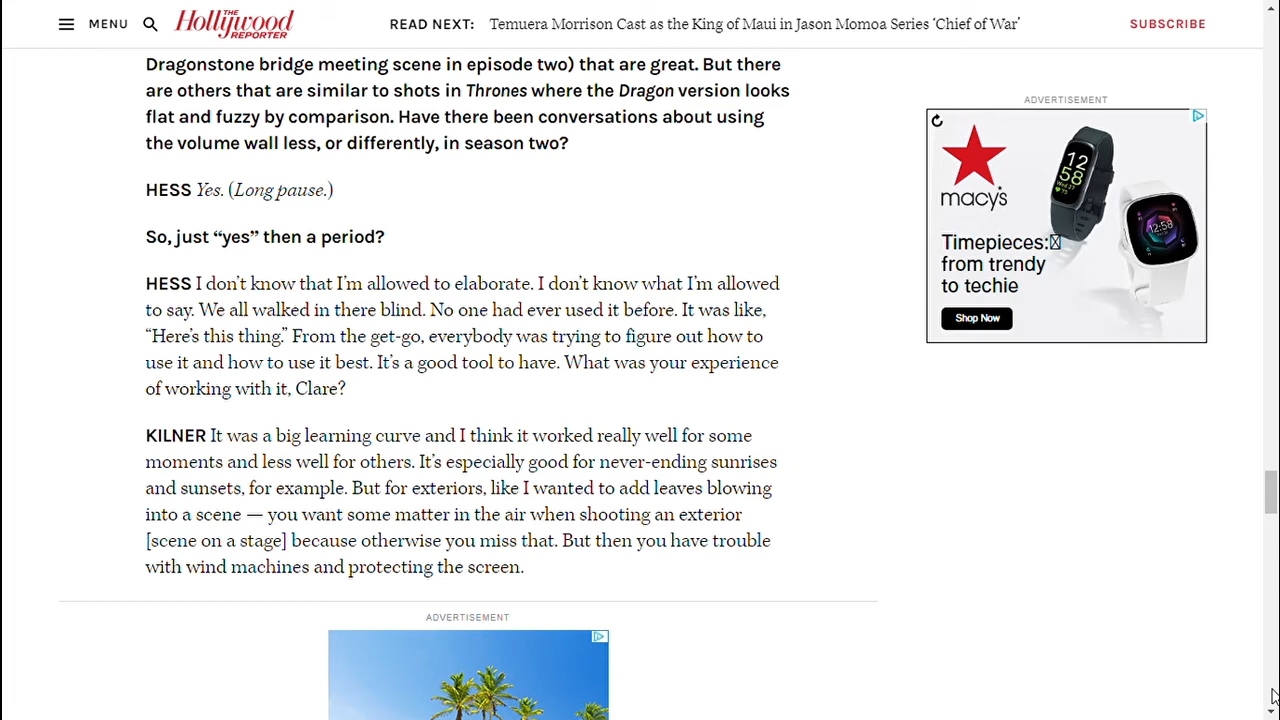 MENU
THE
Hollywood
REPORTER
READ NEXT: Temuera Morrison Cast as the King of Maui in Jason Momoa Series ‘Chief of War’
SUBSCRIBE
Dragonstone bridge meeting scene in episode two) that are great. But there
are others that are similar to shots in Thrones where the Dragon version looks
flat and fuzzy by comparison. Have there been conversations about using
the volume wall less, or differently, in season two?
HESS Yes. (Long pause.)
So, just “yes” then a period?
HESS I don’t know that I’m allowed to elaborate. I don’t know what I’m allowed
to say. We all walked in there blind. No one had ever used it before. It was like,
“Here’s this thing.” From the get-go, everybody was trying to figure out how to
use it and how to use it best. It’s a good tool to have. What was your experience
of working with it, Clare?
KILNER It was a big learning curve and I think it worked really well for some
moments and less well for others. It’s especially good for never-ending sunrises
and sunsets, for example. But for exteriors, like I wanted to add leaves blowing
into a scene — you want some matter in the air when shooting an exterior
[scene on a stage] because otherwise you miss that. But then you have trouble
with wind machines and protecting the screen.
ADVERTISEMENT
ADVERTISEMENT
macy's
Timepieces:
from trendy
to techie
Shop Now
12
58
12:58